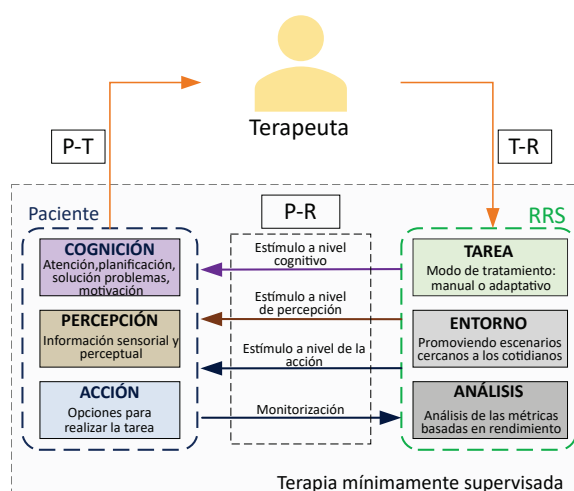 Terapeuta
P-T
T-R
Paciente
P-R
RRS
COGNICIÓN
Atención,planificación,
solución problemas,
motivación
Estímulo a nivel
cognitivo
TAREA
Modo de tratamiento:
manual o adaptativo
PERCEPCIÓN
Información sensorial y
perceptual
Estímulo a nivel
de percepción
ENTORNO
Promoviendo escenarios
cercanos a los cotidianos
Estímulo a nivel de la
acción
ACCIÓN
Opciones para
realizar la tarea
Monitorización
ANÁLISIS
Análisis de las métricas
basadas en rendimiento
Terapia mínimamente supervisada